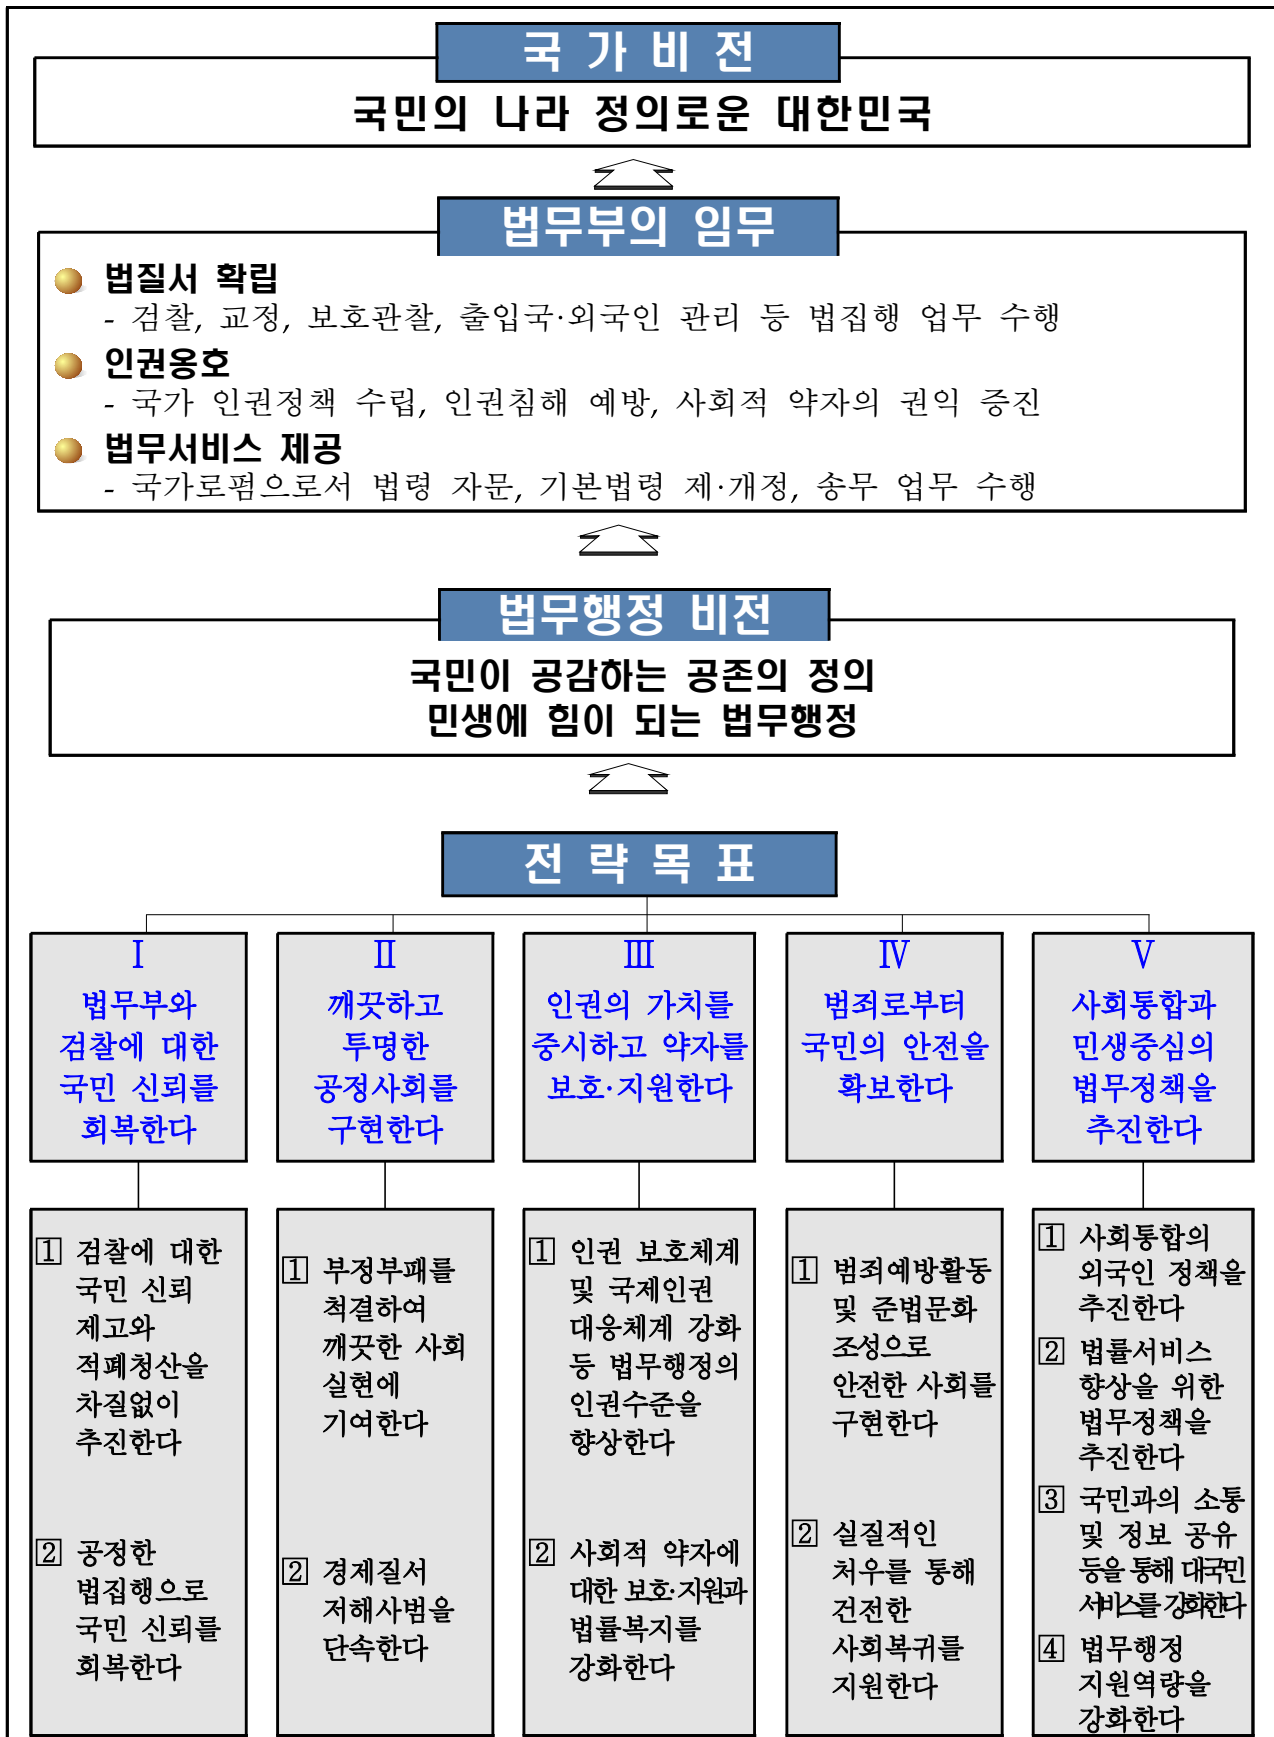 국 가 비 전
국민의 나라 정의로운 대한민국
법무부의 임무
법질서 확립
- 검찰, 교정, 보호관찰, 출입국·외국인 관리 등 법집행 업무 수행
인권옹호
- 국가 인권정책 수립, 인권침해 예방, 사회적 약자의 권익 증진
법무서비스 제공
- 국가로펌으로서 법령 자문, 기본법령 제·개정, 송무 업무 수행
법무행정 비전
국민이 공감하는 공존의 정의
민생에 힘이 되는 법무행정
전 략 목 표
Ⅰ
법무부와
검찰에 대한
국민 신뢰를
회복한다
Ⅱ
깨끗하고
투명한
공정사회를
구현한다
Ⅲ
인권의 가치를
중시하고 약자를
보호·지원한다
Ⅳ
범죄로부터
국민의 안전을
확보한다
Ⅴ
사회통합과
민생중심의
법무정책을
추진한다
1 검찰에 대한
국민 신뢰
제고와
적폐청산을
차질없이
추진한다
2 공정한
법집행으로
국민 신뢰를
회복한다
1 부정부패를
척결하여
깨끗한 사회
실현에
기여한다
2 경제질서
저해사범을
단속한다
1 인권 보호체계
및 국제인권
대응체계 강화
등 법무행정의
인권수준을
향상한다
2 사회적 약자에
대한 보호·지원과
법률복지를
강화한다
1 범죄예방활동
및 준법문화
조성으로
안전한 사회를
구현한다
2 실질적인
처우를 통해
건전한
사회복귀를
지원한다
1 사회통합의
외국인 정책을
추진한다
2 법률서비스
향상을 위한
법무정책을
추진한다
3 국민과의 소통
및 정보 공유
등을 통해 대국민
서비스를 강화한다
4 법무행정
지원역량을
강화한다